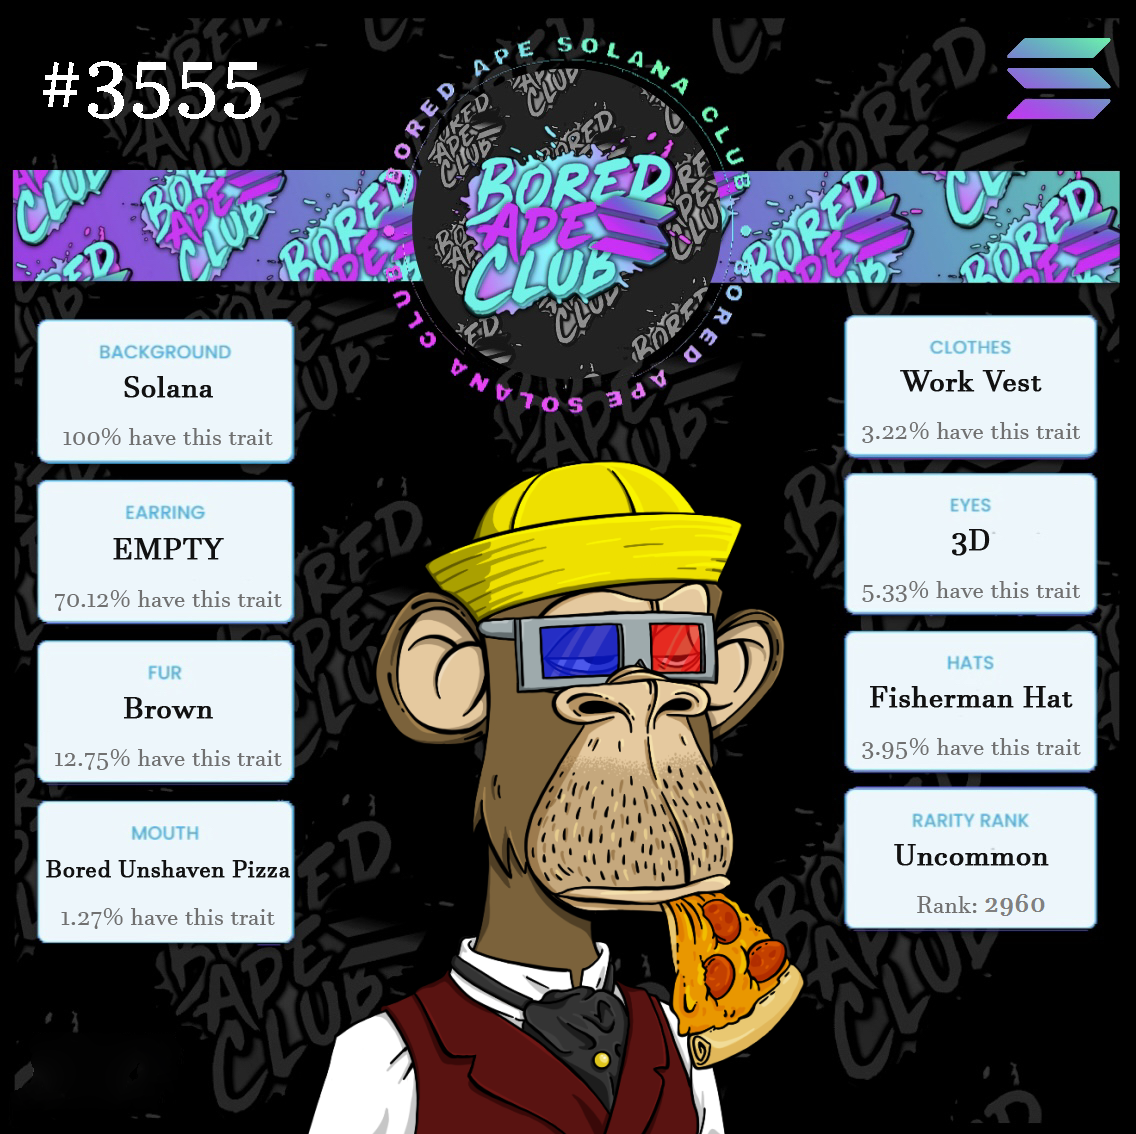 #3555
BORED APE SOLANA CLUB
BORED
APE
CLUB
BORED APE SOLANA CLUB
BACKGROUND
Solana
100% have this trait
EARRING
EMPTY
70.12% have this trait
FUR
Brown
12.75% have this trait
MOUTH
Bored Unshaven Pizza
1.27% have this trait
CLOTHES
Work Vest
3.22% have this trait
EYES
3D
5.33% have this trait
HATS
Fisherman Hat
3.95% have this trait
RARITY RANK
Uncommon
Rank: 2960